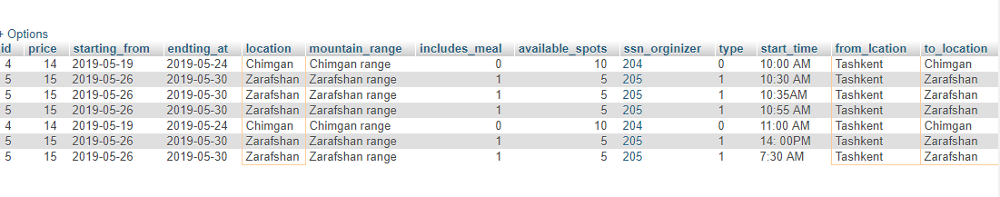 + Options
id price starting_from endting_at location mountain_range includes_meal available_spots ssn_orginizer type start_time from_lcation to_location
4 14 2019-05-19 2019-05-24 Chimgan Chimgan range 0 10 204 0 10:00 AM Tashkent Chimgan
5 15 2019-05-26 2019-05-30 Zarafshan Zarafshan range 1 5 205 1 10:30 AM Tashkent Zarafshan
5 15 2019-05-26 2019-05-30 Zarafshan Zarafshan range 1 5 205 1 10:35AM Tashkent Zarafshan
5 15 2019-05-26 2019-05-30 Zarafshan Zarafshan range 1 5 205 1 10:55 AM Tashkent Zarafshan
4 14 2019-05-19 2019-05-24 Chimgan Chimgan range 0 10 204 0 11:00 AM Tashkent Chimgan
5 15 2019-05-26 2019-05-30 Zarafshan Zarafshan range 1 5 205 1 14: 00PM Tashkent Zarafshan
5 15 2019-05-26 2019-05-30 Zarafshan Zarafshan range 1 5 205 1 7:30 AM Tashkent Zarafshan